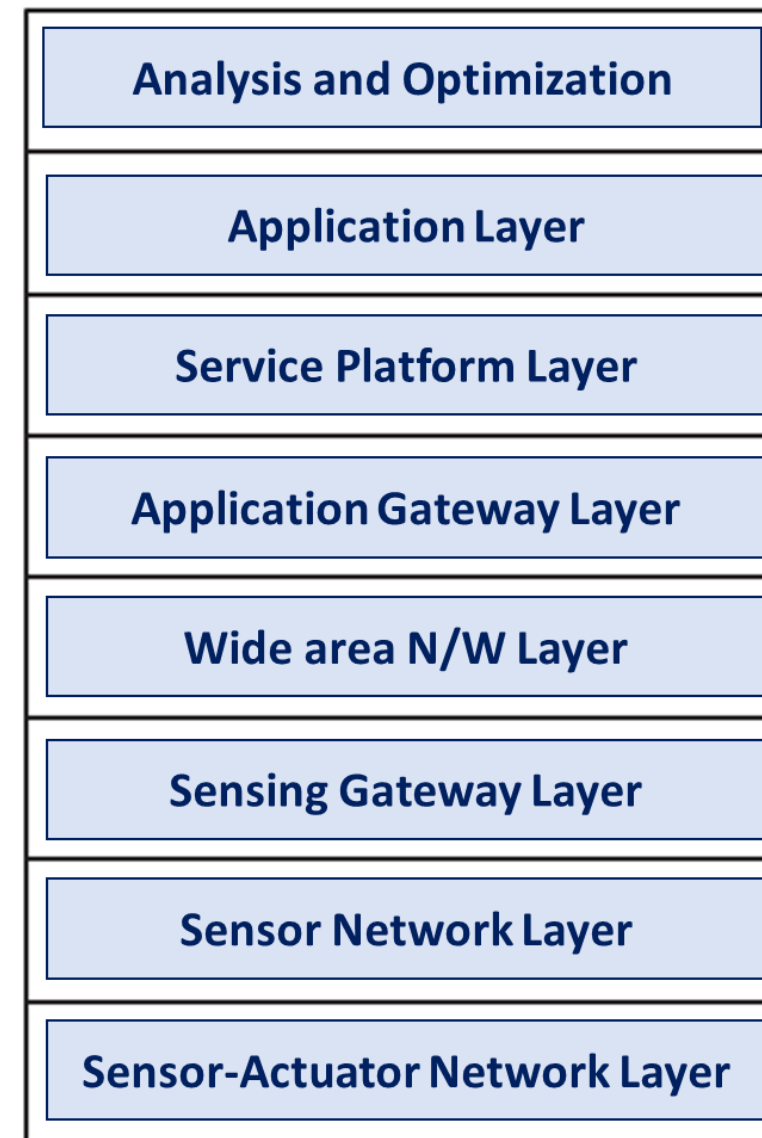 Analysis and Optimization
Application Layer
Service Platform Layer
Application Gateway Layer
Wide area N/W Layer
Sensing Gateway Layer
Sensor Network Layer
Sensor-Actuator Network Layer